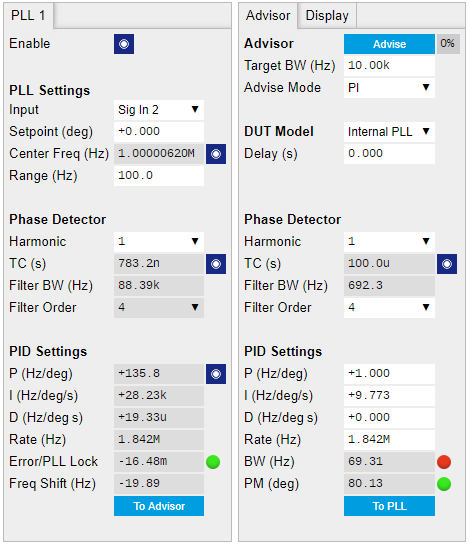 PLL 1
Enable
PLL Settings
Input Sig In 2
Setpoint (deg) +0.000
Center Freq (Hz) 1.00000620M
Range (Hz) 100.0
Phase Detector
Harmonic 1
TC (s) 783.2n
Filter BW (Hz) 88.39k
Filter Order 4
PID Settings
P (Hz/deg) +135.8
I (Hz/deg/s) +28.23k
D (Hz/deg s) +19.33u
Rate (Hz) 1.842M
Error/PLL Lock -16.48m
Freq Shift (Hz) -19.89
To Advisor
Advisor Display
Advisor Advise 0%
Target BW (Hz) 10.00k
Advise Mode PI
DUT Model Internal PLL
Delay (s) 0.000
Phase Detector
Harmonic 1
TC (s) 100.0u
Filter BW (Hz) 692.3
Filter Order 4
PID Settings
P (Hz/deg) +1.000
I (Hz/deg/s) +9.773
D (Hz/deg s) +0.000
Rate (Hz) 1.842M
BW (Hz) 69.31
PM (deg) 80.13
To PLL